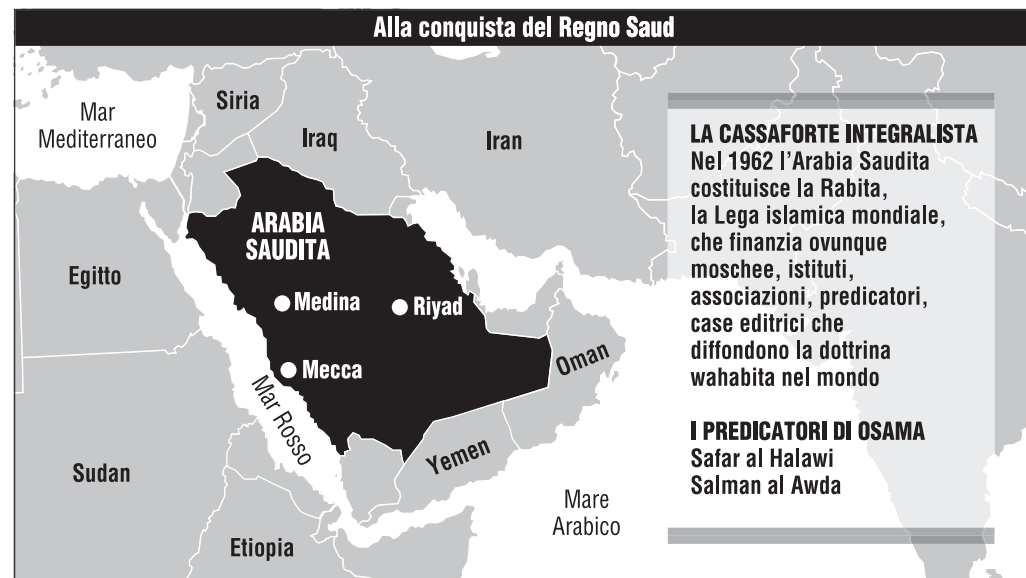 Alla conquista del Regno Saud
Mar
Mediterraneo
Siria
Iraq
Iran
ARABIA
SAUDITA
Egitto
Medina
Riyad
Mecca
Oman
Mar Rosso
Yemen
Sudan
Mare
Arabico
Etiopia
LA CASSAFORTE INTEGRALISTA
Nel 1962 l'Arabia Saudita
costituisce la Rabita,
la Lega islamica mondiale,
che finanzia ovunque
moschee, istituti,
associazioni, predicatori,
case editrici che
diffondono la dottrina
wahabita nel mondo
I PREDICATORI DI OSAMA
Safar al Halawi
Salman al Awda